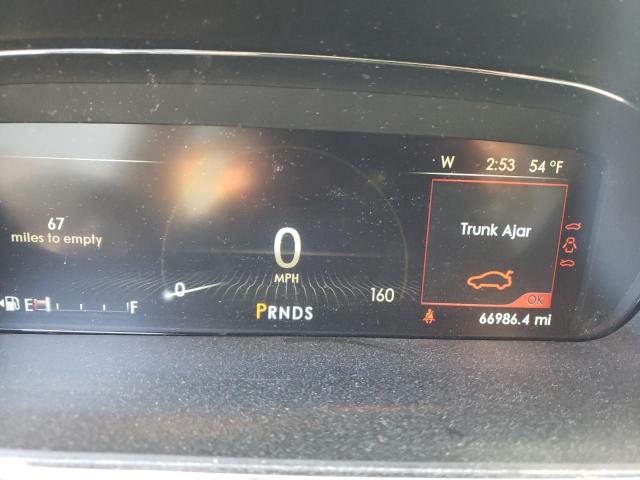 W 2:53 54 °F
67
miles to empty
Trunk Ajar
0
MPH
0
160
OK
E F
PRNDS
66986.4 mi